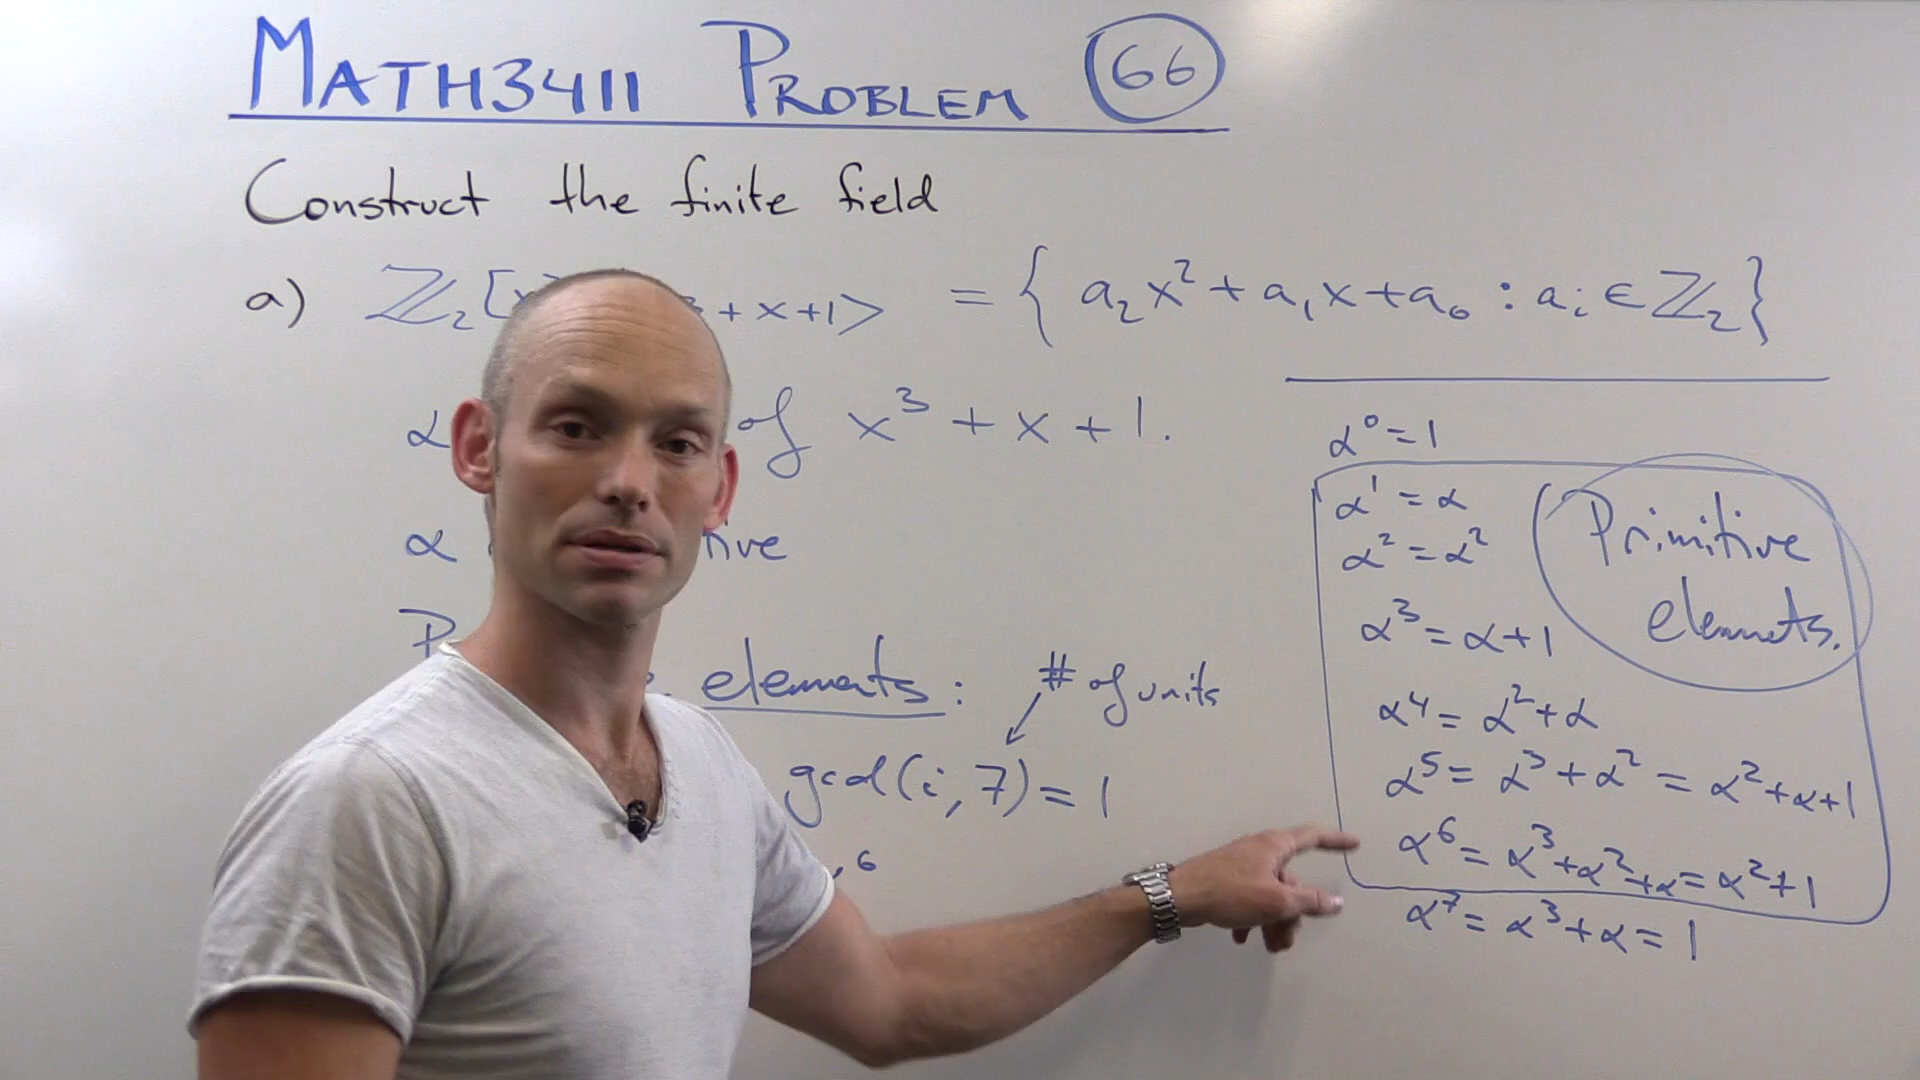 MATH3411 PROBLEM 66
Construct the finite field
a) ℤ₂[x + x + 1⟩ = { a₂x² + a₁x + a₀ : aᵢ ∈ ℤ₂ }
α of x³ + x + 1.
α
elements : # of units
gcd(i, 7) = 1
, 6
α⁰ = 1
α¹ = α
α² = α²
Primitive
elements.
α³ = α + 1
α⁴ = α² + α
α⁵ = α³ + α² = α² + α + 1
α⁶ = α³ + α² + α = α² + 1
α⁷ = α³ + α = 1